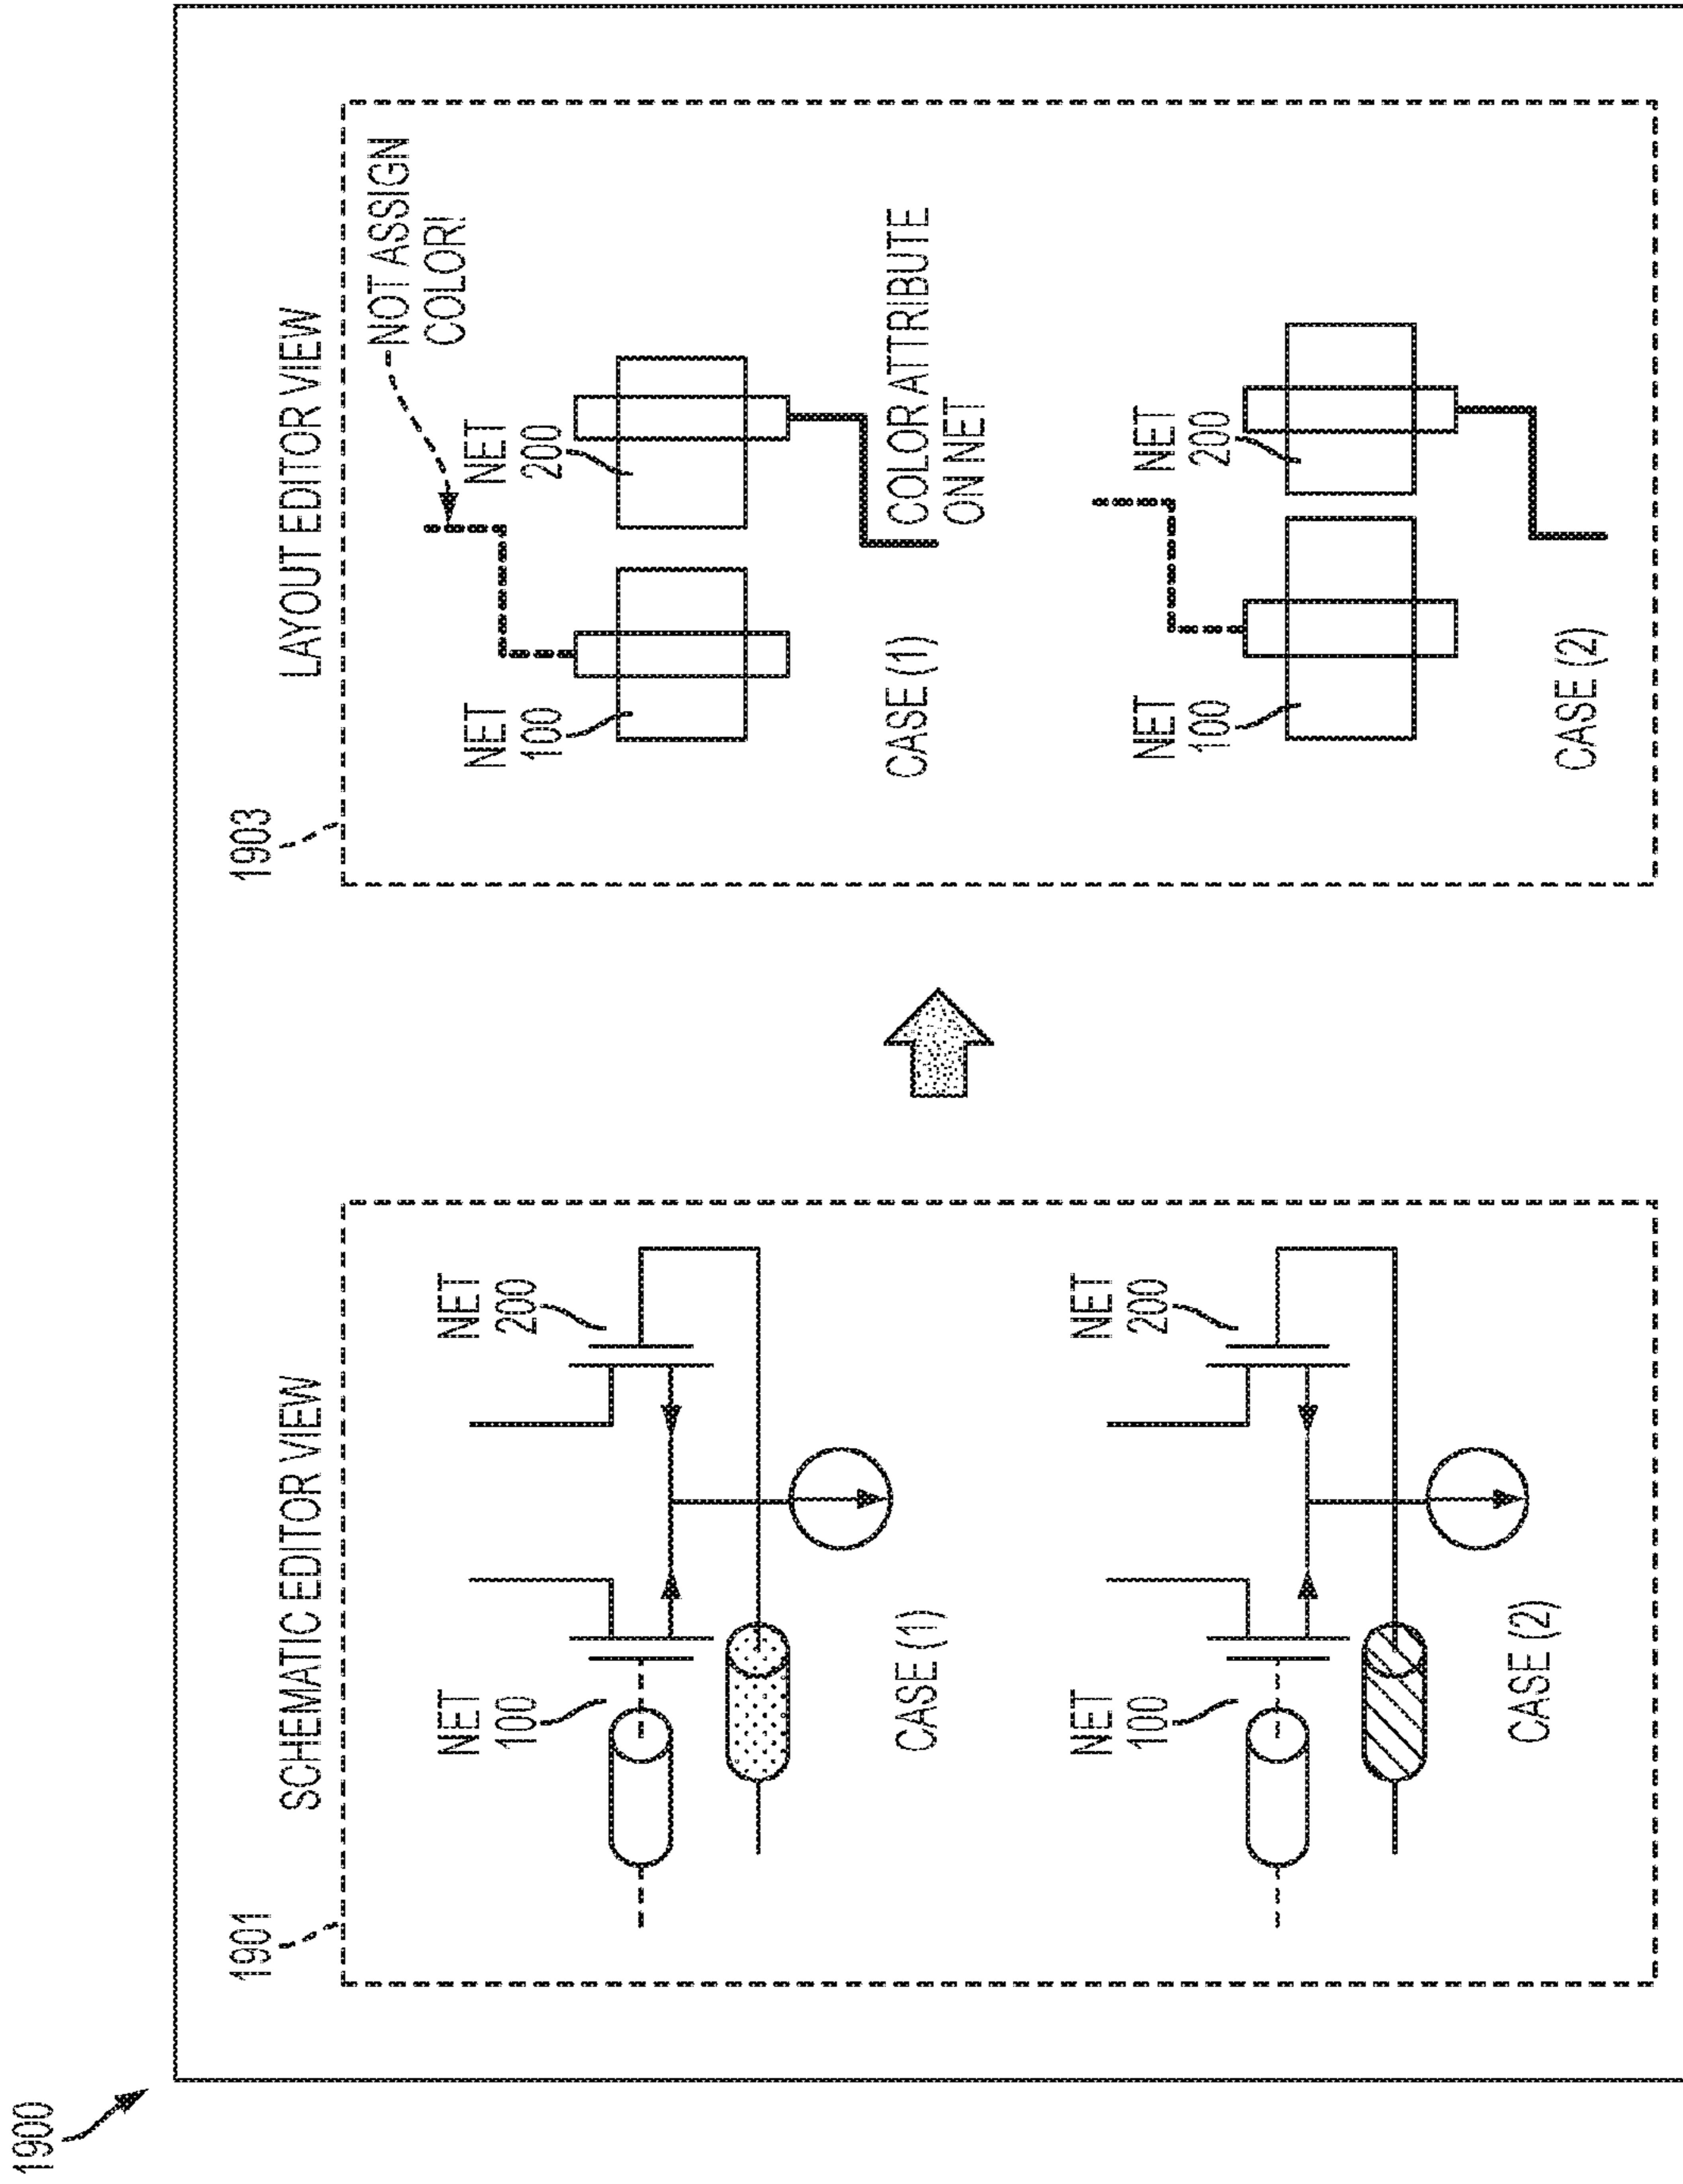 1900
1901
SCHEMATIC EDITOR VIEW
NET
100
NET
200
CASE (1)
NET
100
NET
200
CASE (2)
1903
LAYOUT EDITOR VIEW
NOT ASSIGN
COLOR!
NET
100
NET
200
CASE (1)
COLOR ATTRIBUTE
ON NET
NET
100
NET
200
CASE (2)